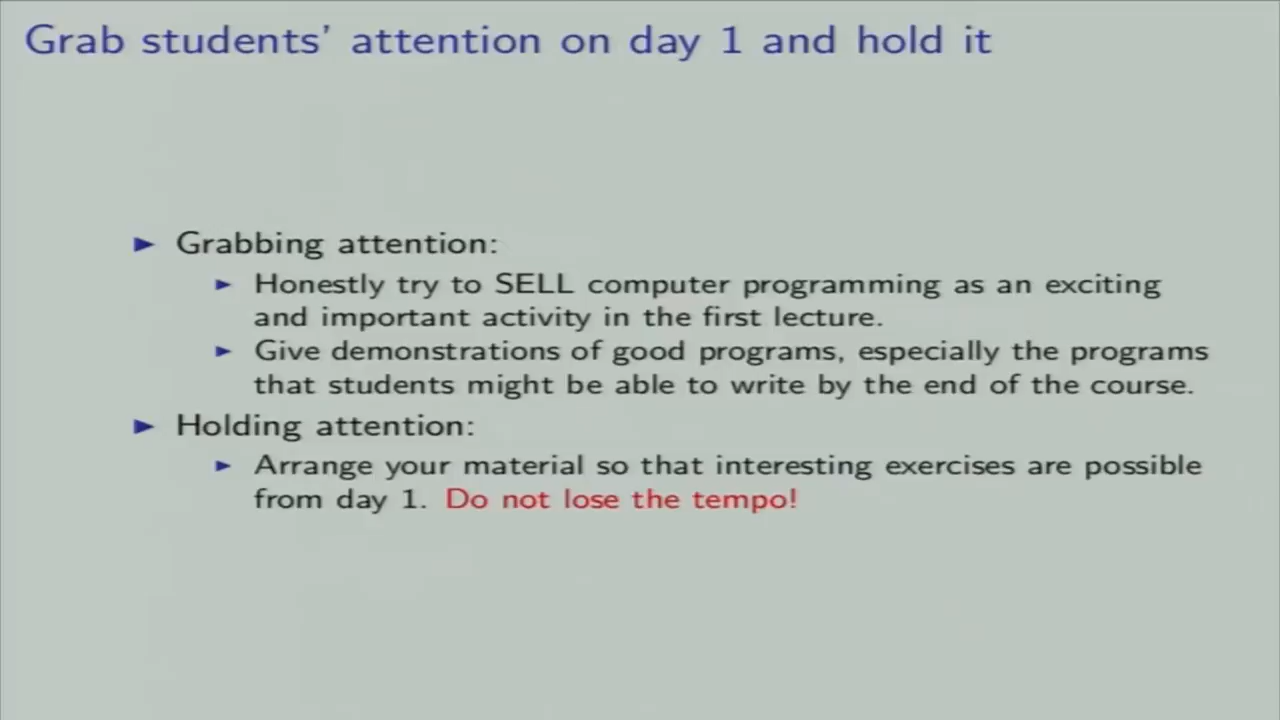 Grab students' attention on day 1 and hold it
► Grabbing attention:
► Honestly try to SELL computer programming as an exciting
and important activity in the first lecture.
► Give demonstrations of good programs, especially the programs
that students might be able to write by the end of the course.
► Holding attention:
► Arrange your material so that interesting exercises are possible
from day 1. Do not lose the tempo!